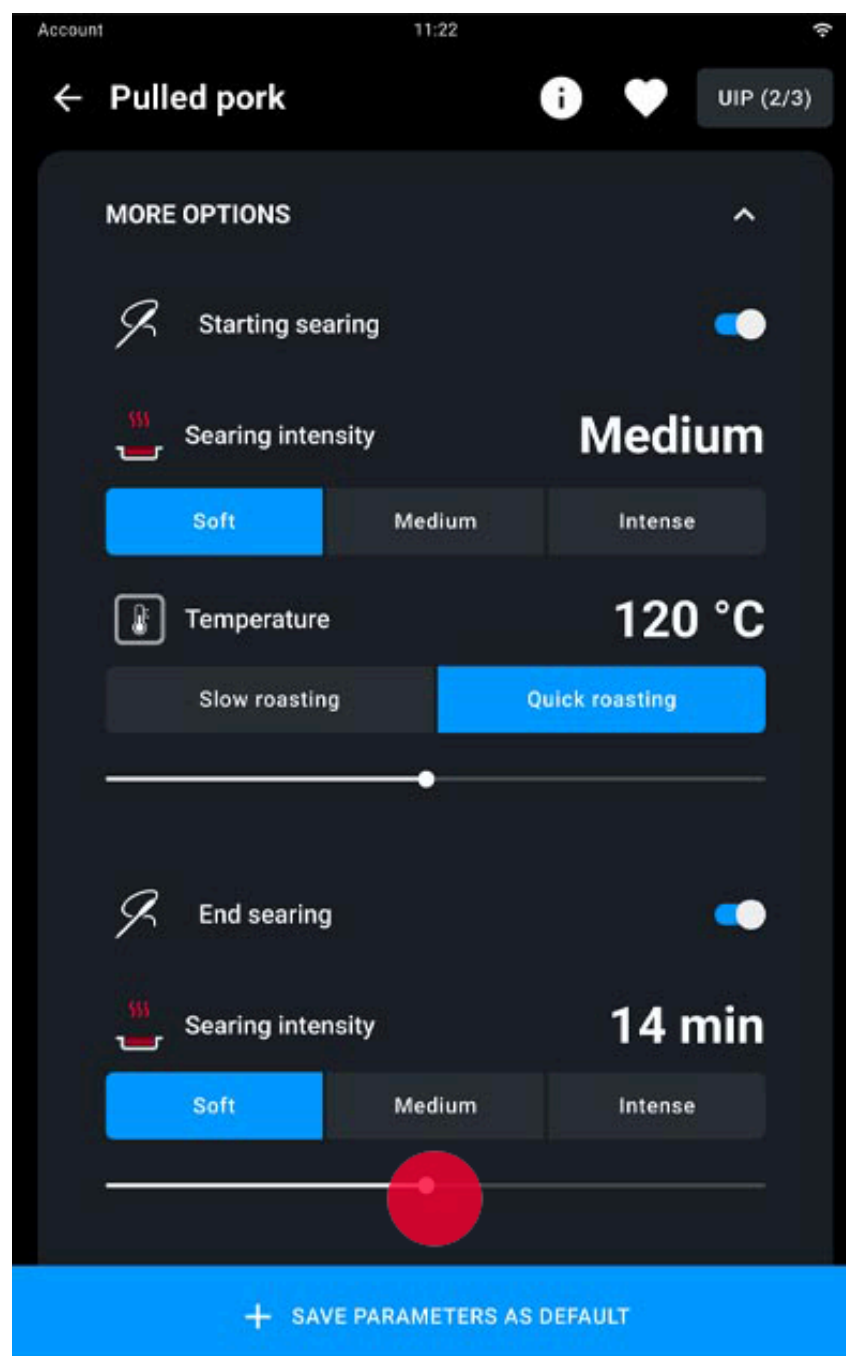 Account 11:22
Pulled pork i UIP (2/3)
MORE OPTIONS
Starting searing
Searing intensity Medium
Soft Medium Intense
Temperature 120 °C
Slow roasting Quick roasting
End searing
Searing intensity 14 min
Soft Medium Intense
+ SAVE PARAMETERS AS DEFAULT